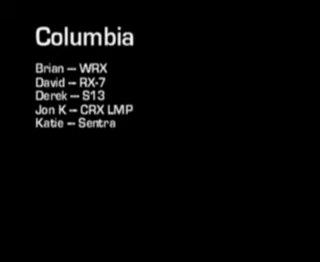 Columbia
Brian -- WRX
David -- RX-7
Derek -- S13
Jon K -- CRX LMP
Katie -- Sentra